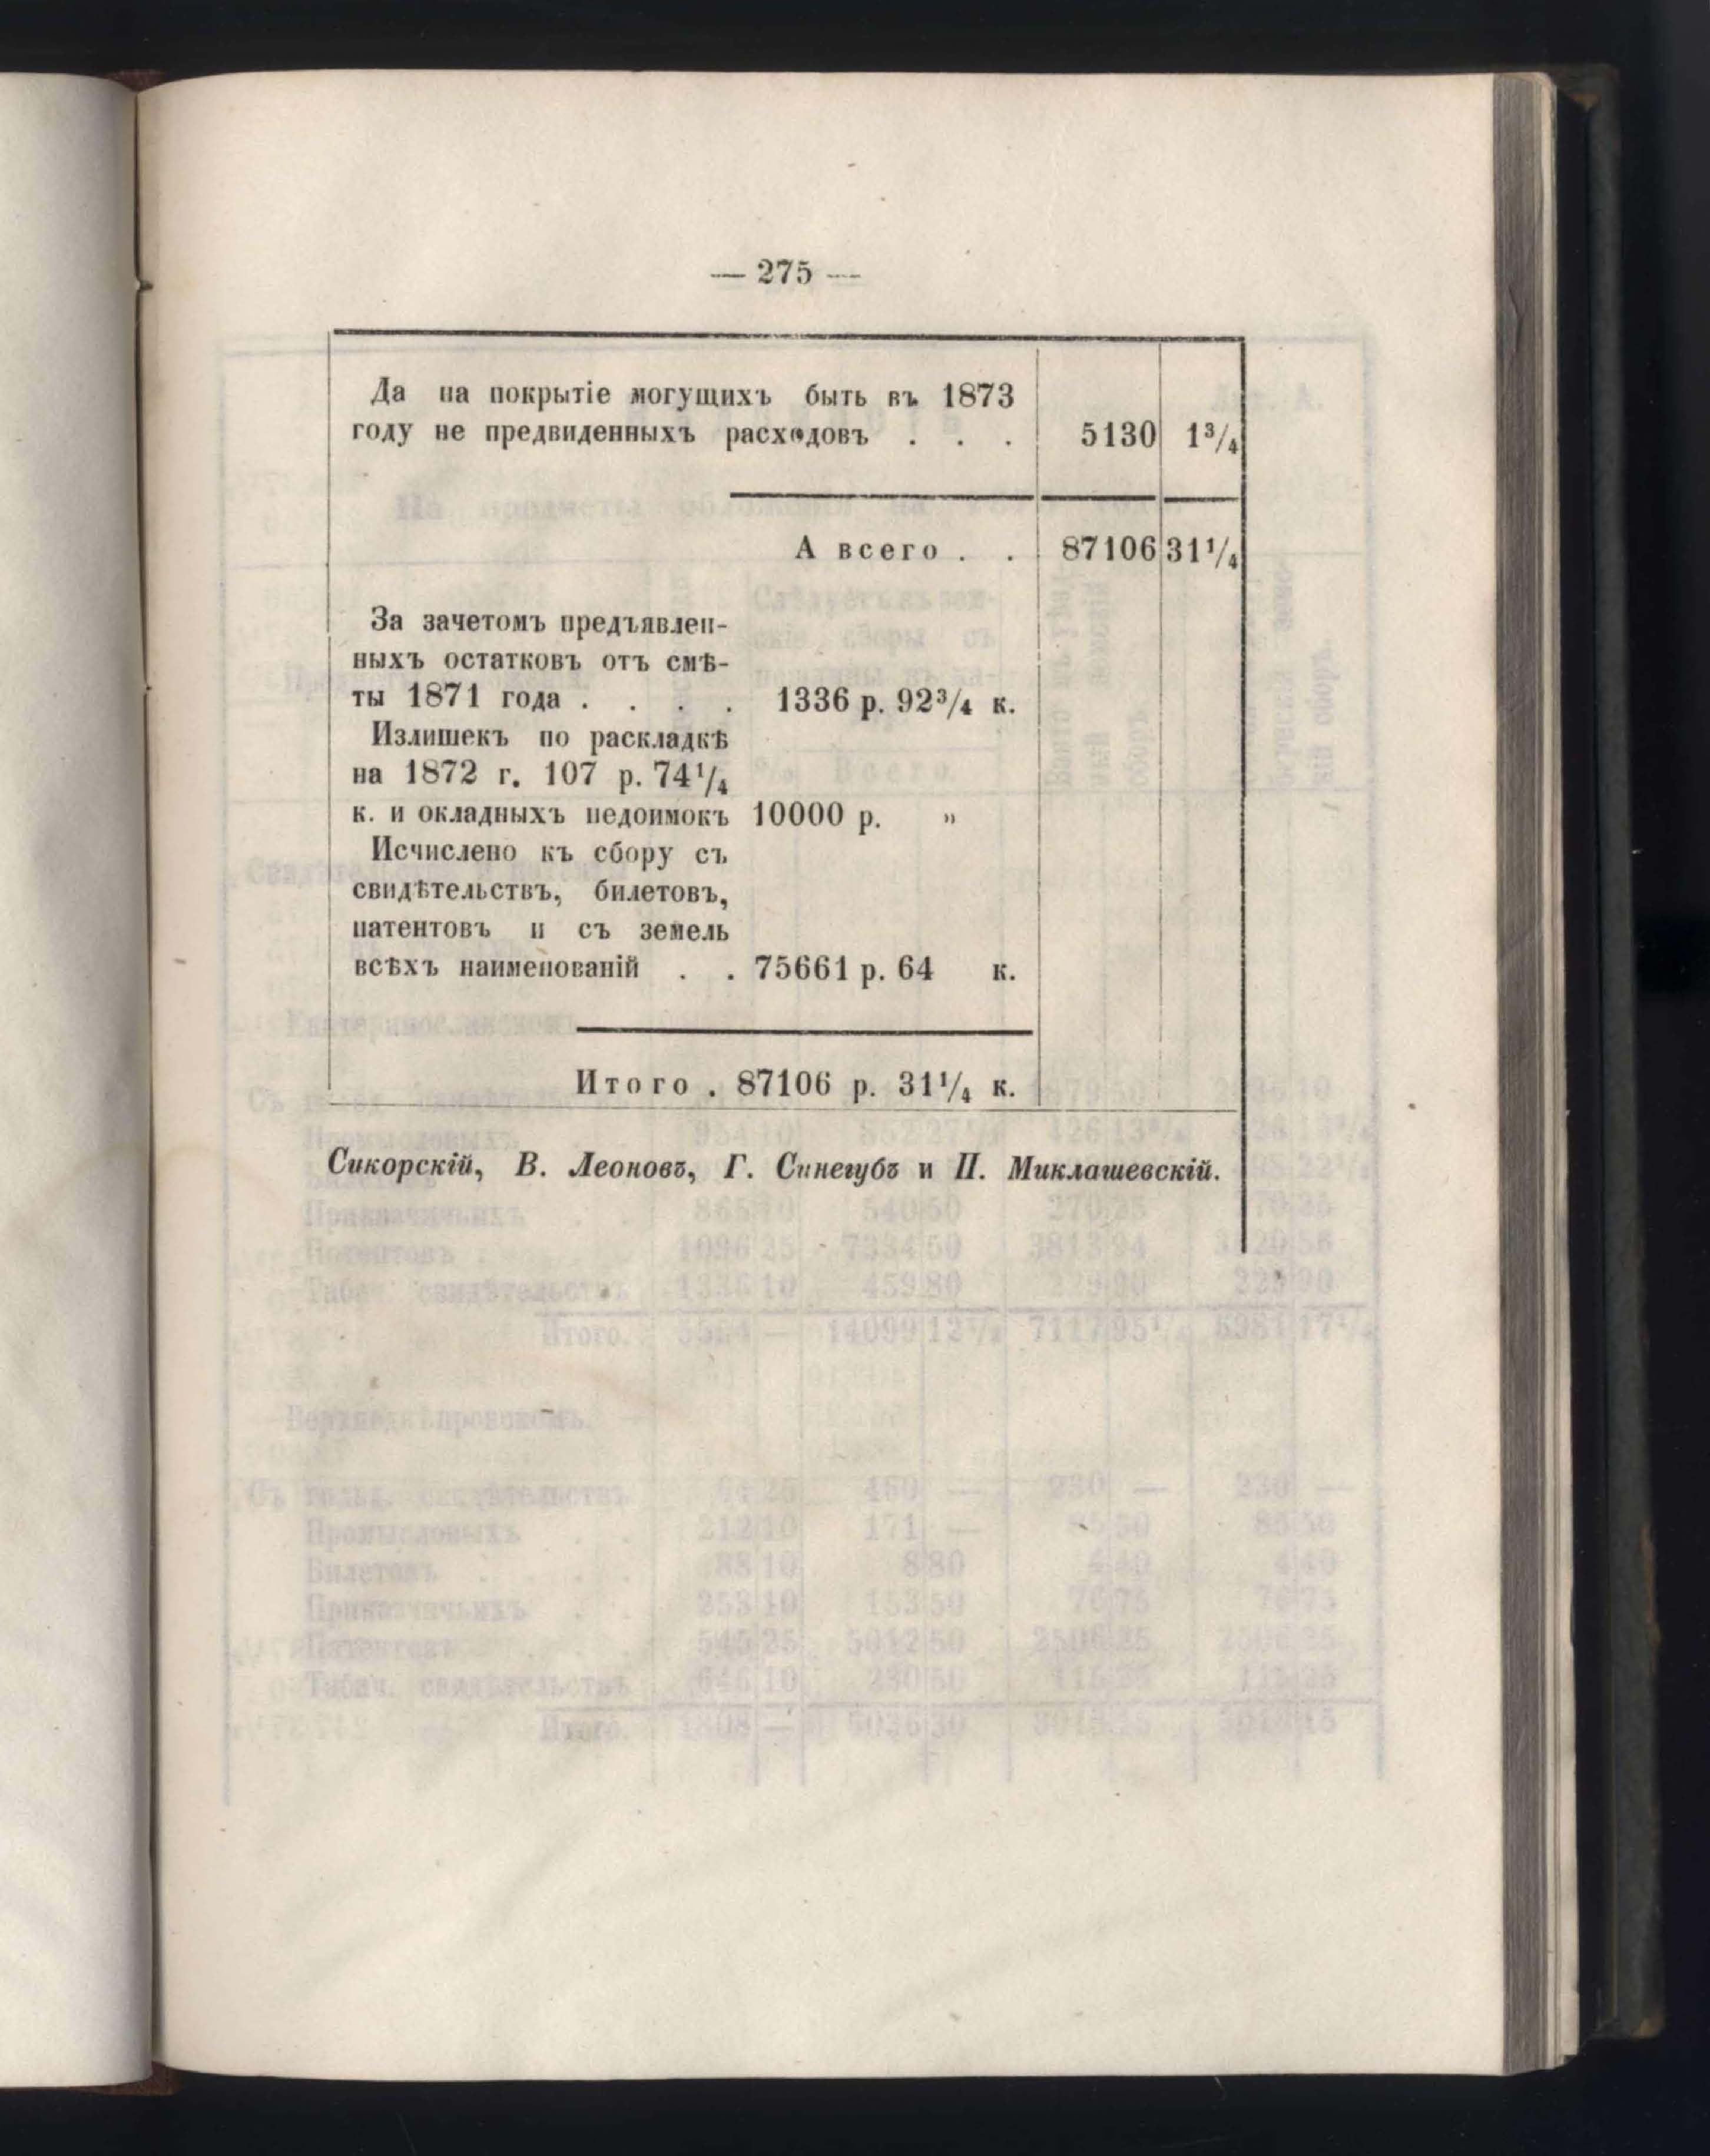 — 275 —
Да на покрытіе могущихъ быть въ 1873
году не предвиденныхъ расходовъ . . . 5130 1³/₄
А всего . . 87106 31¹/₄
За зачетомъ предъявлен-
ныхъ остатковъ отъ смѣ-
ты 1871 года . . . . 1336 р. 92³/₄ к.
Излишекъ по раскладкѣ
на 1872 г. 107 р. 74¹/₄
к. и окладныхъ недоимокъ 10000 р. „
Исчислено къ сбору съ
свидѣтельствъ, билетовъ,
патентовъ и съ земель
всѣхъ наименованій . . 75661 р. 64 к.
Итого . 87106 р. 31¹/₄ к.
Сикорскій, В. Леоновъ, Г. Синегубъ и П. Миклашевскій.